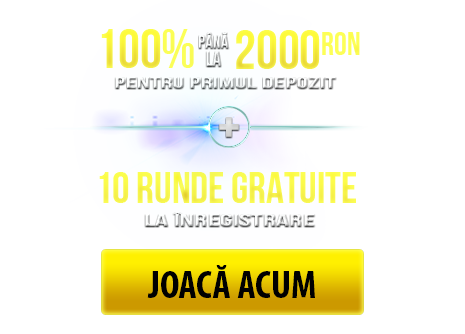 100% PÂNĂ LA 2000RON
PENTRU PRIMUL DEPOZIT
10 RUNDE GRATUITE
LA ÎNREGISTRARE
JOACĂ ACUM